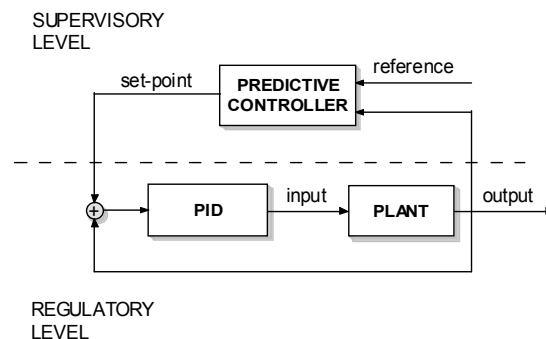 SUPERVISORY
LEVEL
set-point
PREDICTIVE
CONTROLLER
reference
+
PID
input
PLANT
output
REGULATORY
LEVEL